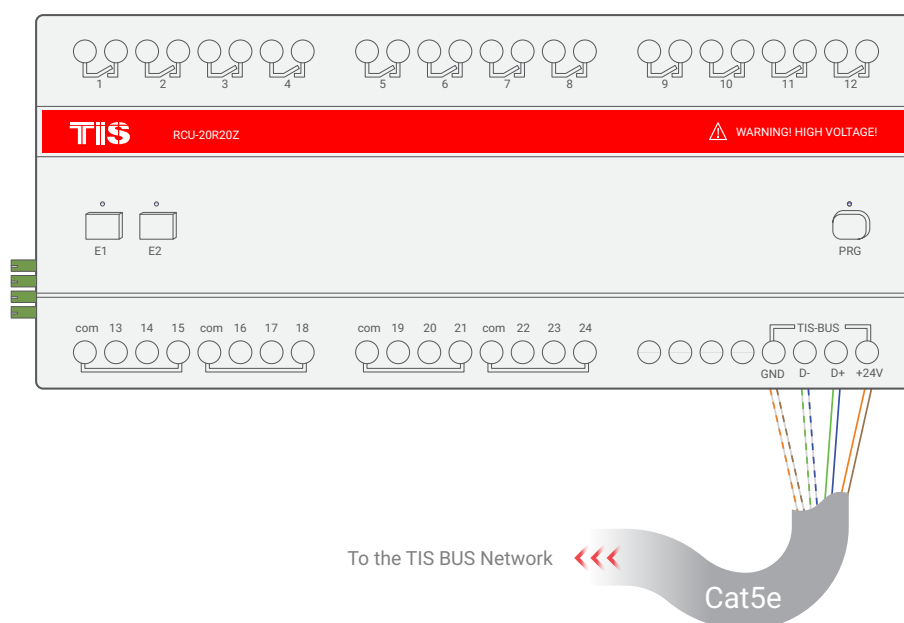 1 2 3 4 5 6 7 8 9 10 11 12
TIS RCU-20R20Z WARNING! HIGH VOLTAGE!
E1 E2 PRG
com 13 14 15 com 16 17 18 com 19 20 21 com 22 23 24 TIS-BUS
GND D- D+ +24V
To the TIS BUS Network
Cat5e